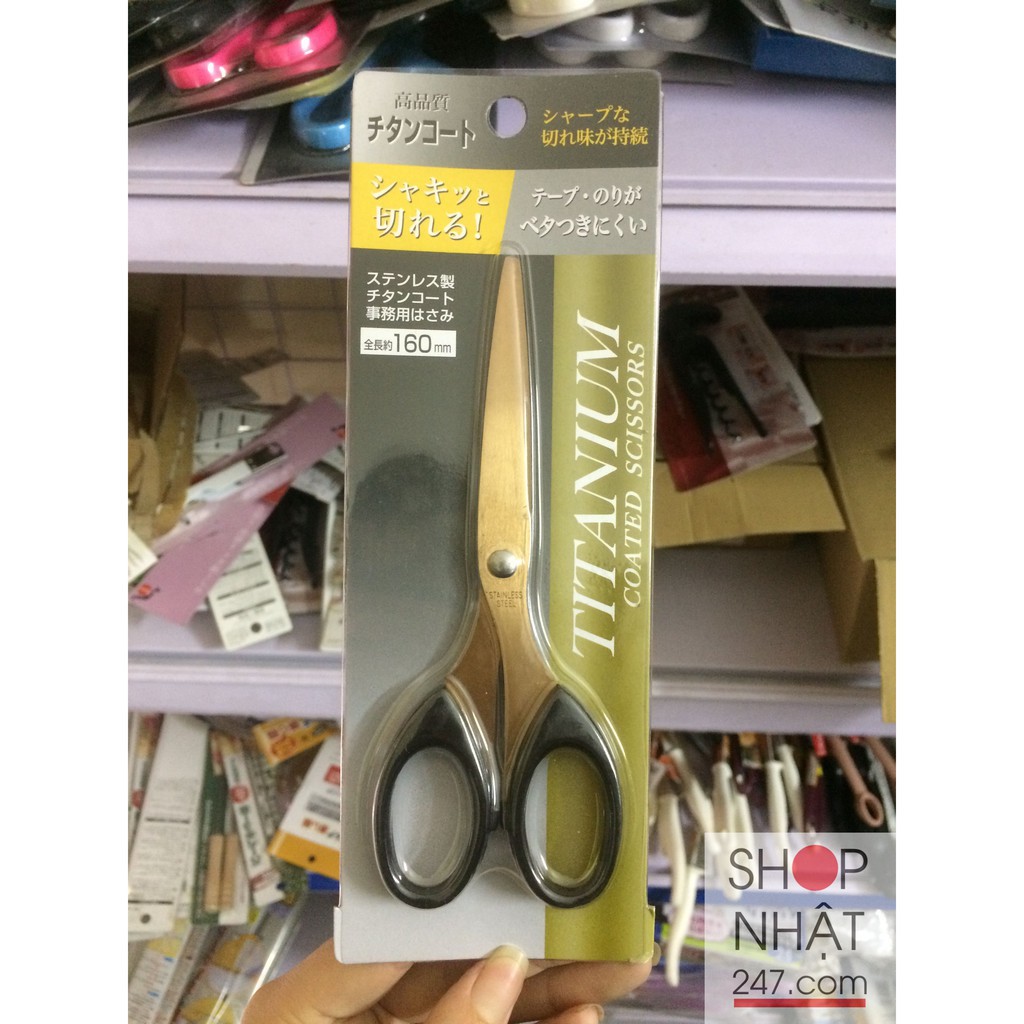 高品質
チタンコート
シャープな
切れ味が持続
シャキッと
切れる!
テープ・のりが
ベタつきにくい
ステンレス製
チタンコート
事務用はさみ
全長約160mm
TITANIUM
COATED SCISSORS
STAINLESS
STEEL
SHOP
NHẬT
247.com